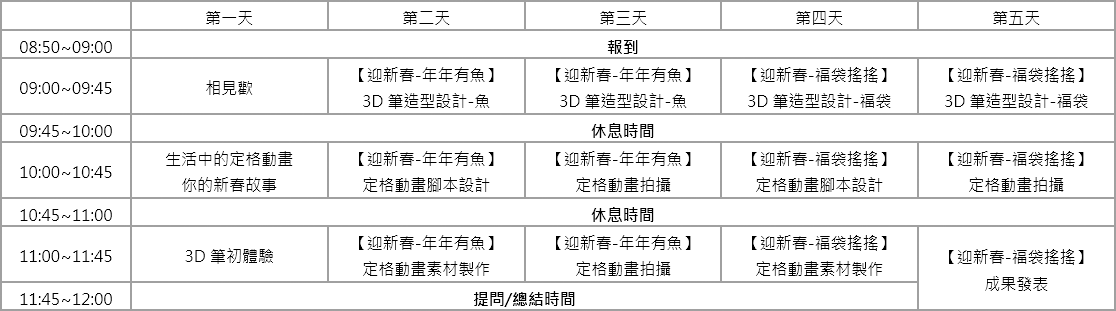 第一天 第二天 第三天 第四天 第五天
08:50~09:00 報到
09:00~09:45 相見歡 【迎新春-年年有魚】 【迎新春-年年有魚】 【迎新春-福袋搖搖】 【迎新春-福袋搖搖】
3D 筆造型設計-魚 3D 筆造型設計-魚 3D 筆造型設計-福袋 3D 筆造型設計-福袋
09:45~10:00 休息時間
10:00~10:45 生活中的定格動畫 【迎新春-年年有魚】 【迎新春-年年有魚】 【迎新春-福袋搖搖】 【迎新春-福袋搖搖】
你的新春故事 定格動畫腳本設計 定格動畫拍攝 定格動畫腳本設計 定格動畫拍攝
10:45~11:00 休息時間
11:00~11:45 3D 筆初體驗 【迎新春-年年有魚】 【迎新春-年年有魚】 【迎新春-福袋搖搖】 【迎新春-福袋搖搖】
定格動畫素材製作 定格動畫拍攝 定格動畫素材製作 成果發表
11:45~12:00 提問/總結時間